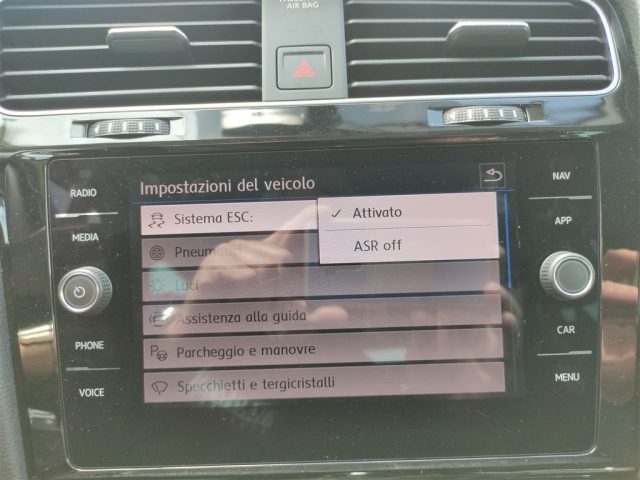 AIR BAG
RADIO
MEDIA
PHONE
VOICE
Impostazioni del veicolo
Sistema ESC:
✓ Attivato
ASR off
Pneumatici
Luci
Assistenza alla guida
Parcheggio e manovre
Specchietti e tergicristalli
NAV
APP
CAR
MENU